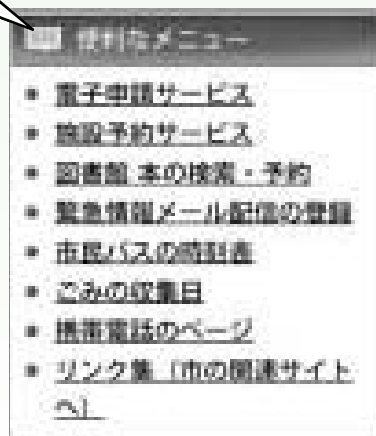 便利なメニュー
電子申請サービス
施設予約サービス
図書館 本の検索・予約
緊急情報メール配信の登録
市民バスの時刻表
ごみの収集日
携帯電話のページ
リンク集（市の関連サイト
へ）